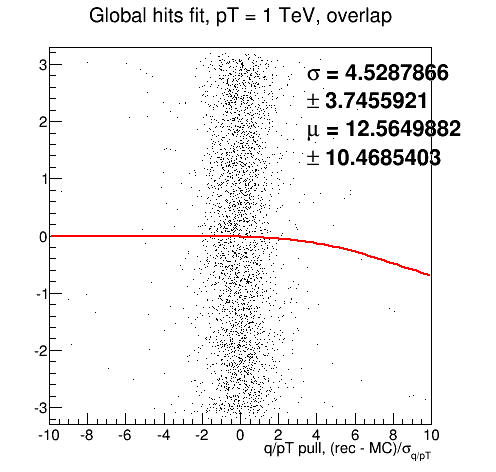 Global hits fit, pT = 1 TeV, overlap
σ = 4.5287866
± 3.7455921
μ = 12.5649882
± 10.4685403
3
2
1
0
-1
-2
-3
-10 -8 -6 -4 -2 0 2 4 6 8 10
q/pT pull, (rec - MC)/σ_q/pT